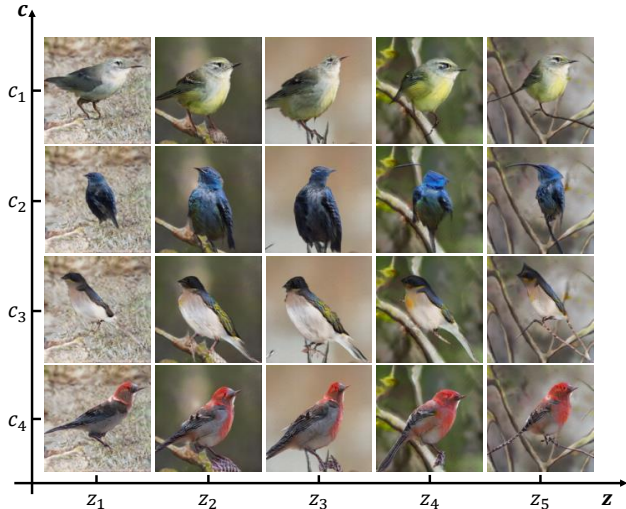 c
c₁
c₂
c₃
c₄
z₁ z₂ z₃ z₄ z₅ z